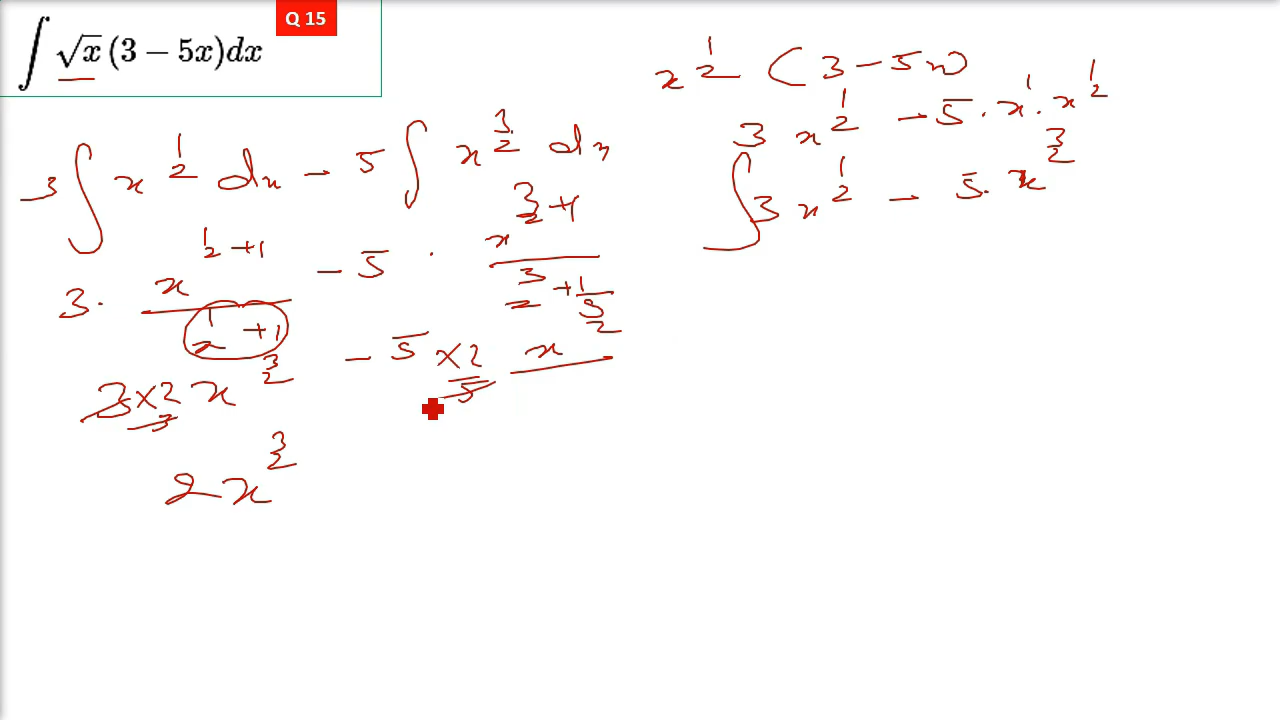 Q 15
∫ √x (3 − 5x)dx
x^{1/2} (3 − 5x)
3 x^{1/2} − 5 · x^1 · x^{1/2}
∫ 3 x^{1/2} − 5 · x^{3/2}
3 ∫ x^{1/2} dx − 5 ∫ x^{3/2} dx
3 · x^{1/2 + 1} / (1/2 + 1) − 5 · x^{3/2 + 1} / (3/2 + 1)
3 × 2/3 x^{3/2} − 5 × 2/5 x^{5/2}
2 x^{3/2}